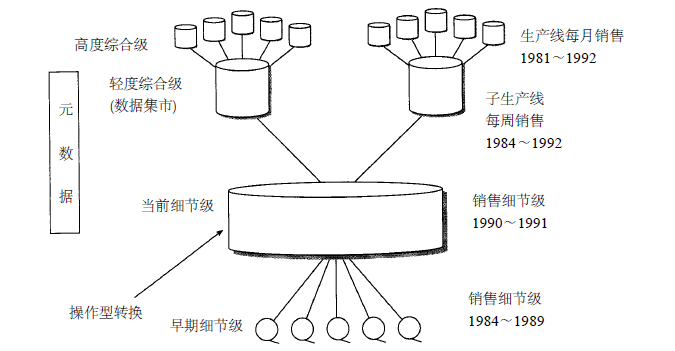 高度综合级
生产线每月销售
1981～1992
轻度综合级
(数据集市)
子生产线
每周销售
1984～1992
元
数
据
当前细节级
销售细节级
1990～1991
操作型转换
早期细节级
销售细节级
1984～1989